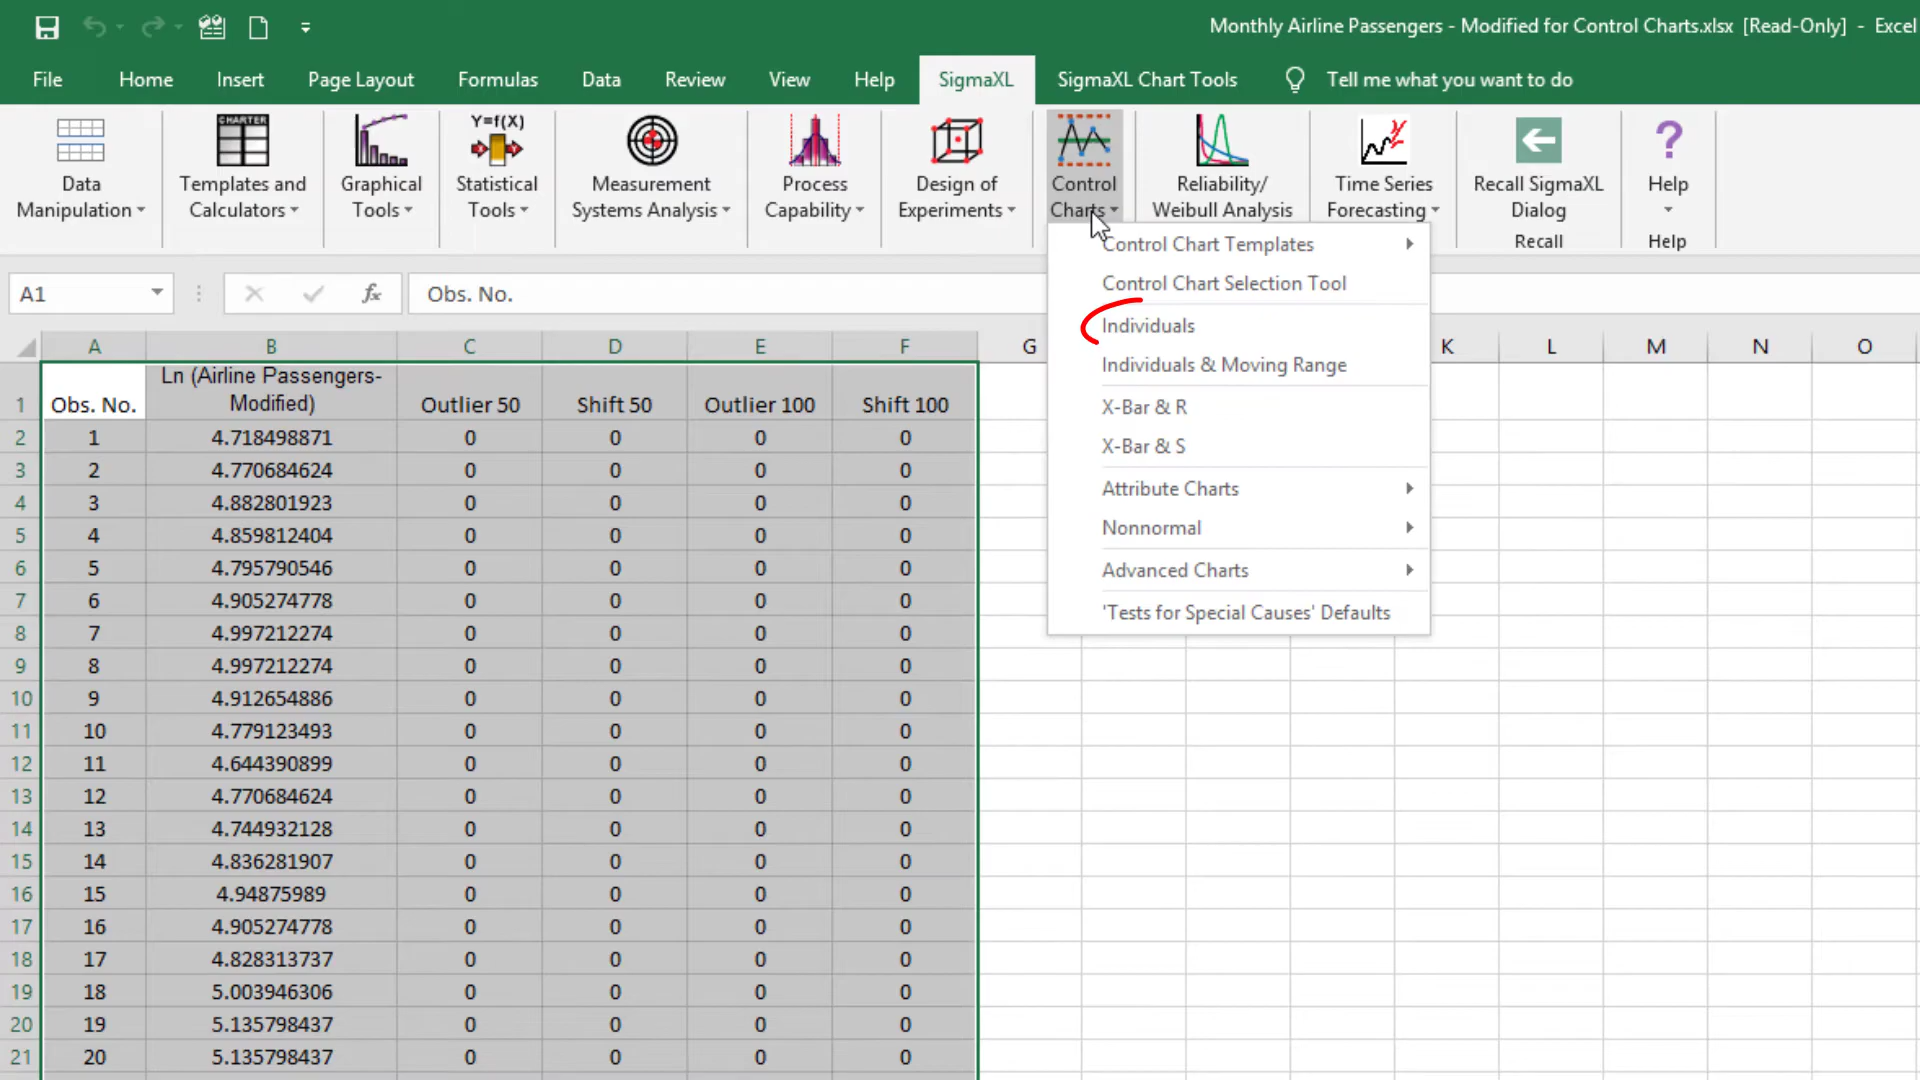 Monthly Airline Passengers - Modified for Control Charts.xlsx [Read-Only] - Excel
File Home Insert Page Layout Formulas Data Review View Help SigmaXL SigmaXL Chart Tools Tell me what you want to do
CHARTER Y=f(X)
Data Templates and Graphical Statistical Measurement Process Design of Control Reliability/ Time Series Recall SigmaXL Help
Manipulation Calculators Tools Tools Systems Analysis Capability Experiments Charts Weibull Analysis Forecasting Dialog
Recall Help
Control Chart Templates
Control Chart Selection Tool
Individuals
Individuals & Moving Range
X-Bar & R
X-Bar & S
Attribute Charts
Nonnormal
Advanced Charts
'Tests for Special Causes' Defaults
A1 fx Obs. No.
A B C D E F G K L M N O
1 Obs. No. Ln (Airline Passengers-Modified) Outlier 50 Shift 50 Outlier 100 Shift 100
2 1 4.718498871 0 0 0 0
3 2 4.770684624 0 0 0 0
4 3 4.882801923 0 0 0 0
5 4 4.859812404 0 0 0 0
6 5 4.795790546 0 0 0 0
7 6 4.905274778 0 0 0 0
8 7 4.997212274 0 0 0 0
9 8 4.997212274 0 0 0 0
10 9 4.912654886 0 0 0 0
11 10 4.779123493 0 0 0 0
12 11 4.644390899 0 0 0 0
13 12 4.770684624 0 0 0 0
14 13 4.744932128 0 0 0 0
15 14 4.836281907 0 0 0 0
16 15 4.94875989 0 0 0 0
17 16 4.905274778 0 0 0 0
18 17 4.828313737 0 0 0 0
19 18 5.003946306 0 0 0 0
20 19 5.135798437 0 0 0 0
21 20 5.135798437 0 0 0 0